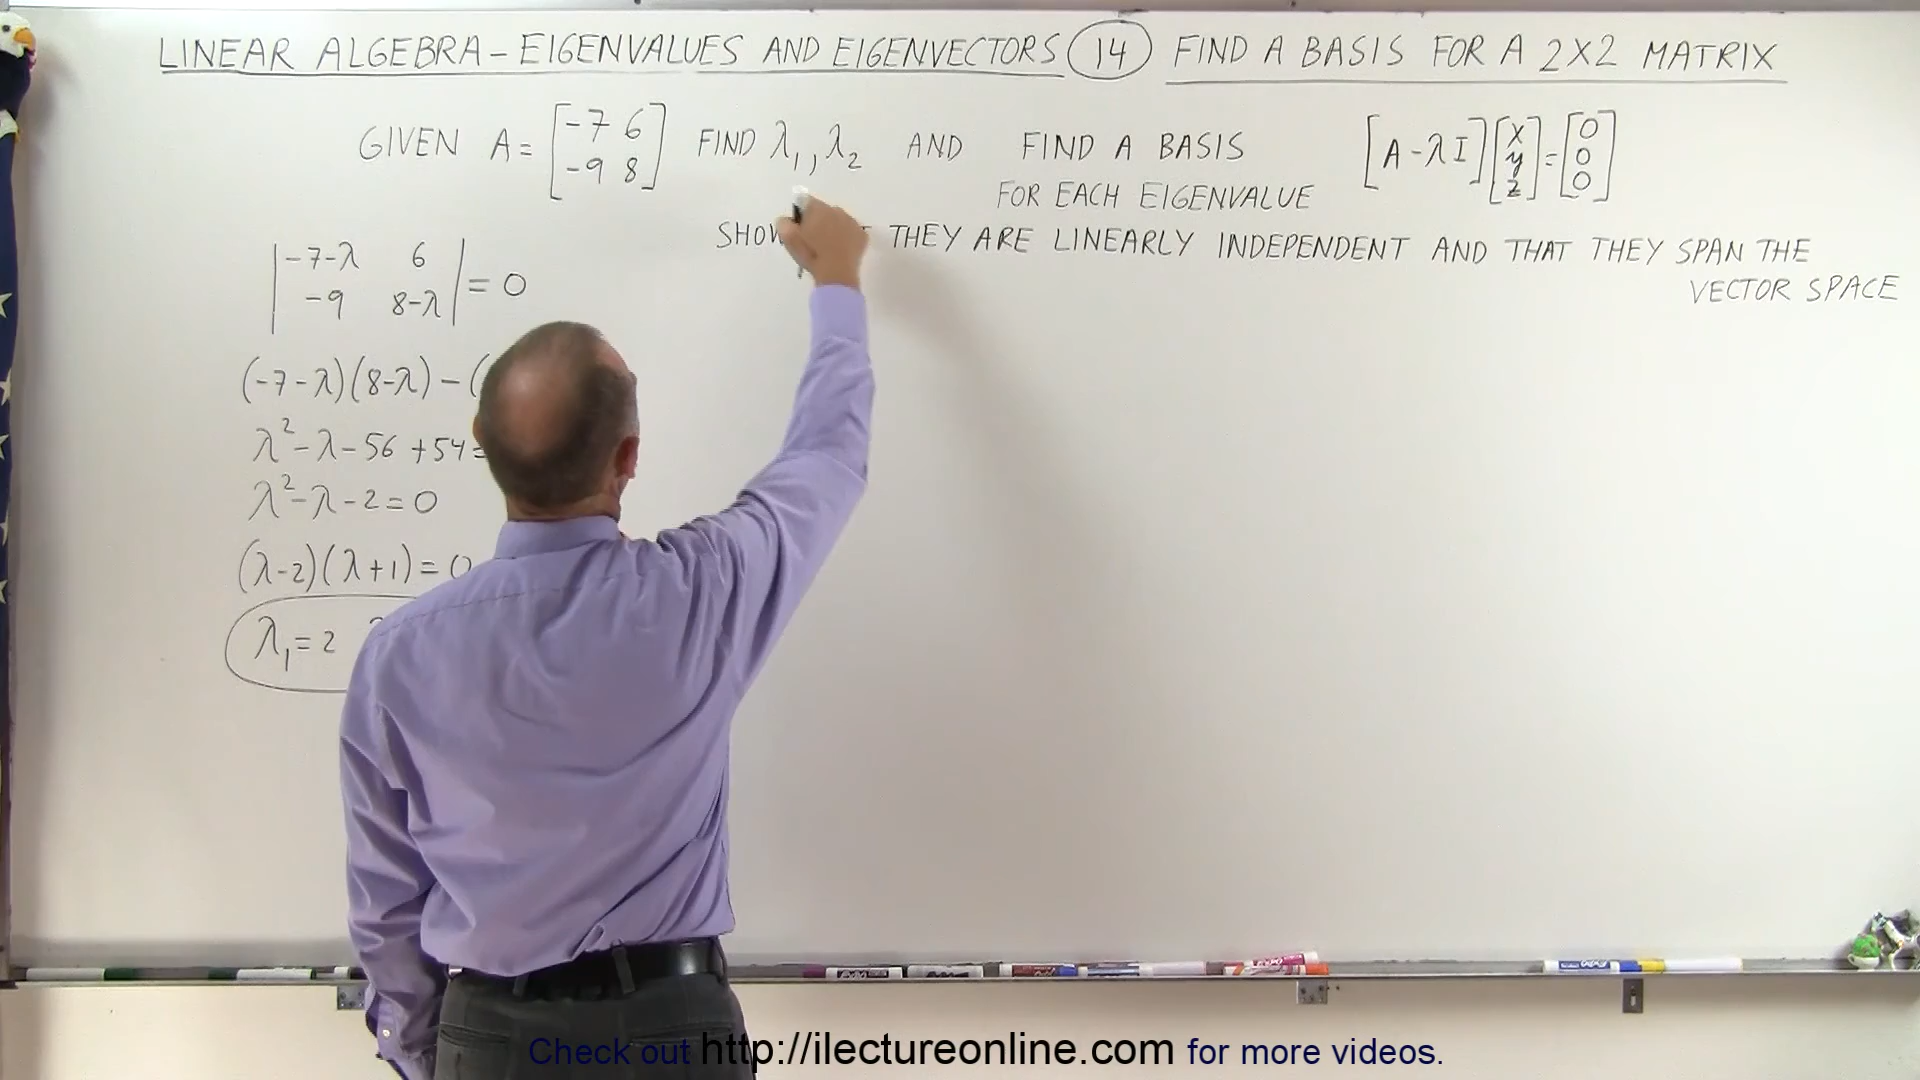 LINEAR ALGEBRA - EIGENVALUES AND EIGENVECTORS 14 FIND A BASIS FOR A 2X2 MATRIX
GIVEN A = [-7 6 FIND λ₁, λ₂ AND FIND A BASIS [A - λI][x y z] = [0 0 0]
-9 8]
FOR EACH EIGENVALUE
SHOW THEY ARE LINEARLY INDEPENDENT AND THAT THEY SPAN THE
VECTOR SPACE
|-7-λ 6
-9 8-λ| = 0
(-7-λ)(8-λ) - (
λ² - λ - 56 + 54 =
λ² - λ - 2 = 0
(λ-2)(λ+1) = 0
λ₁ = 2
Check out http://ilectureonline.com for more videos.